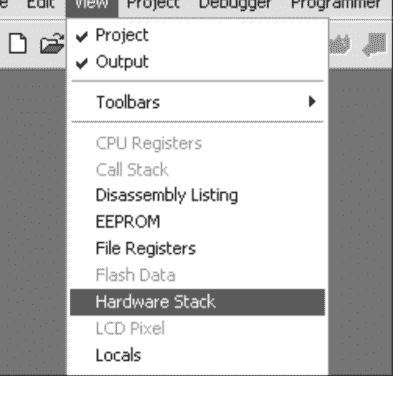 Edit View Project Debugger Programmer
Project
Output
Toolbars
CPU Registers
Call Stack
Disassembly Listing
EEPROM
File Registers
Flash Data
Hardware Stack
LCD Pixel
Locals